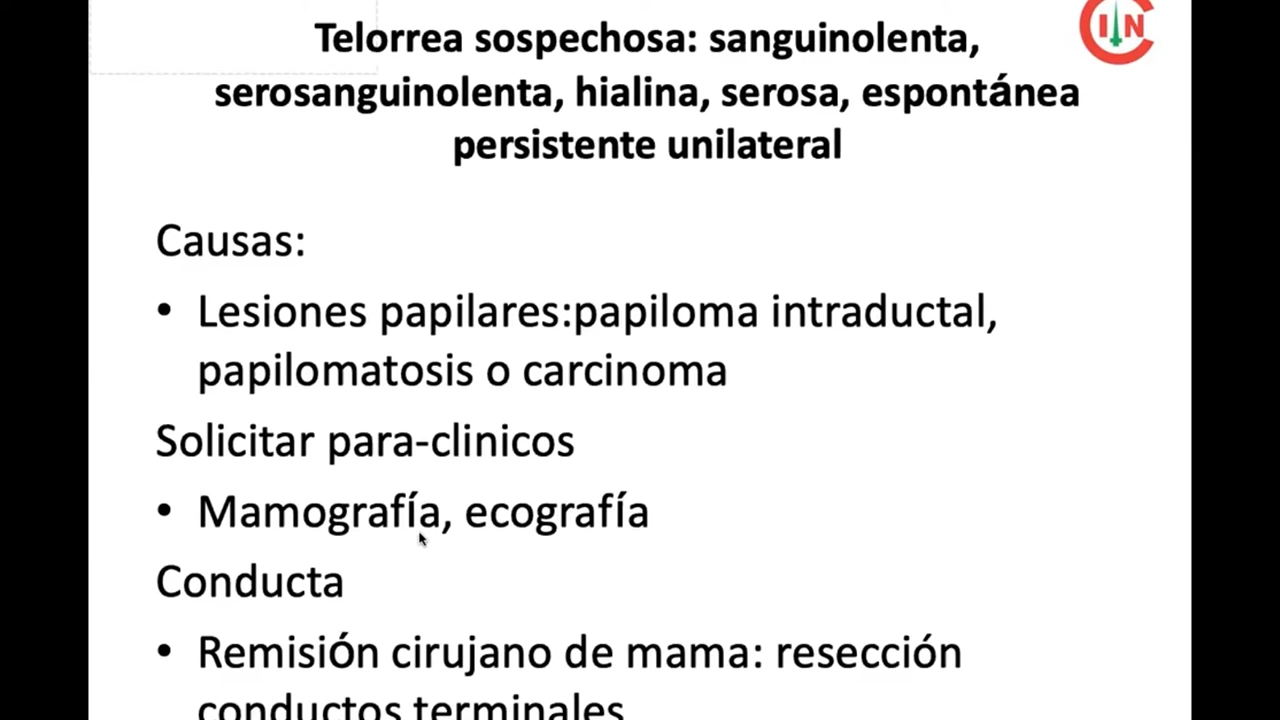 Telorrea sospechosa: sanguinolenta,
serosanguinolenta, hialina, serosa, espontánea
persistente unilateral
Causas:
• Lesiones papilares:papiloma intraductal,
papilomatosis o carcinoma
Solicitar para-clinicos
• Mamografía, ecografía
Conducta
• Remisión cirujano de mama: resección
conductos terminales